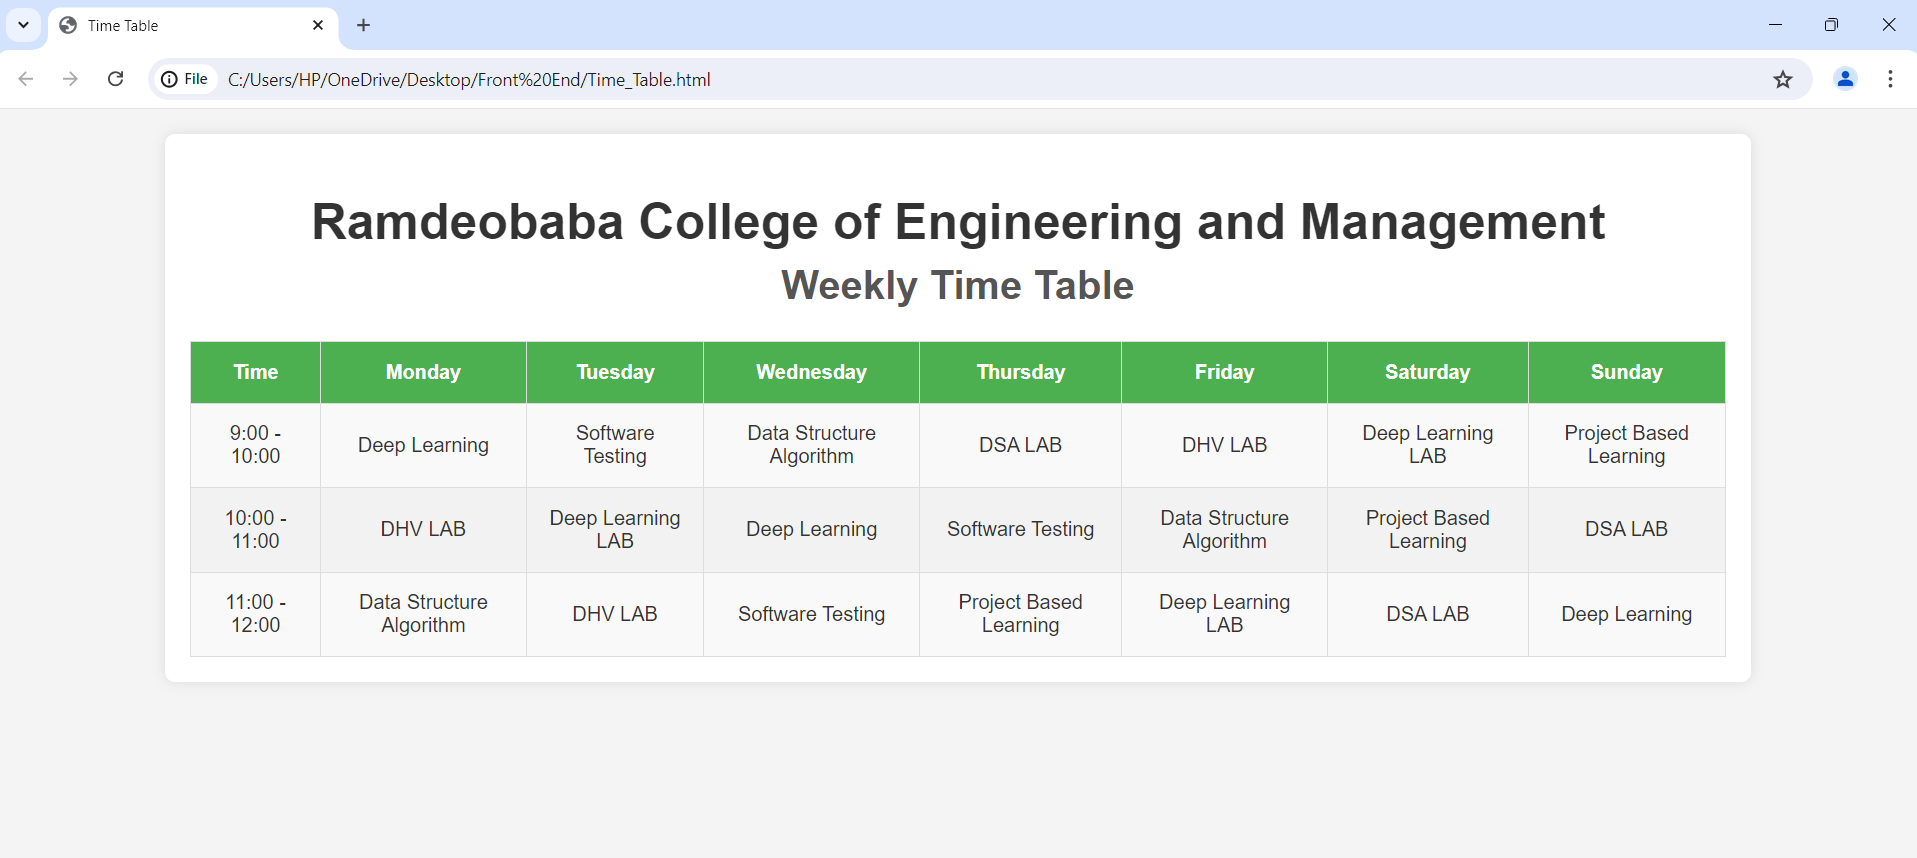 Time Table
File C:/Users/HP/OneDrive/Desktop/Front%20End/Time_Table.html
Ramdeobaba College of Engineering and Management
Weekly Time Table
Time Monday Tuesday Wednesday Thursday Friday Saturday Sunday
9:00 - Software Data Structure Deep Learning Project Based
Deep Learning DSA LAB DHV LAB
10:00 Testing Algorithm LAB Learning
10:00 - Deep Learning Data Structure Project Based
DHV LAB Deep Learning Software Testing DSA LAB
11:00 LAB Algorithm Learning
11:00 - Data Structure Project Based Deep Learning
DHV LAB Software Testing DSA LAB Deep Learning
12:00 Algorithm Learning LAB